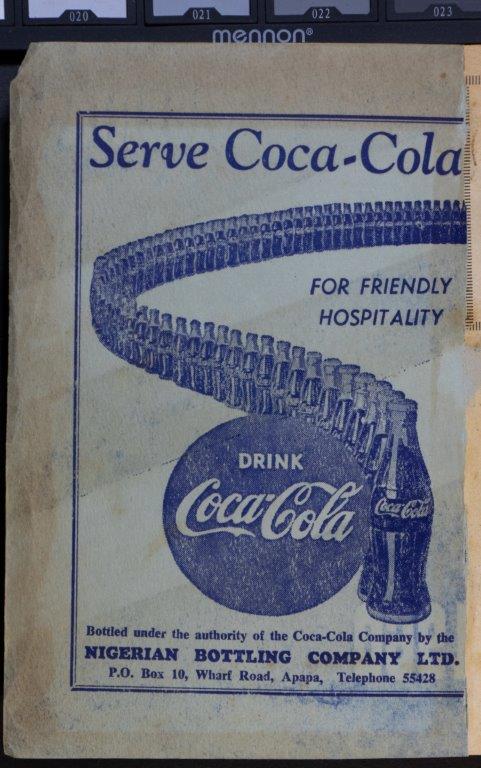 020 021 022 023
mennon®
Serve Coca-Cola
FOR FRIENDLY
HOSPITALITY
DRINK
Coca-Cola
Coca-Cola
Bottled under the authority of the Coca-Cola Company by the
NIGERIAN BOTTLING COMPANY LTD.
P.O. Box 10, Wharf Road, Apapa, Telephone 55428